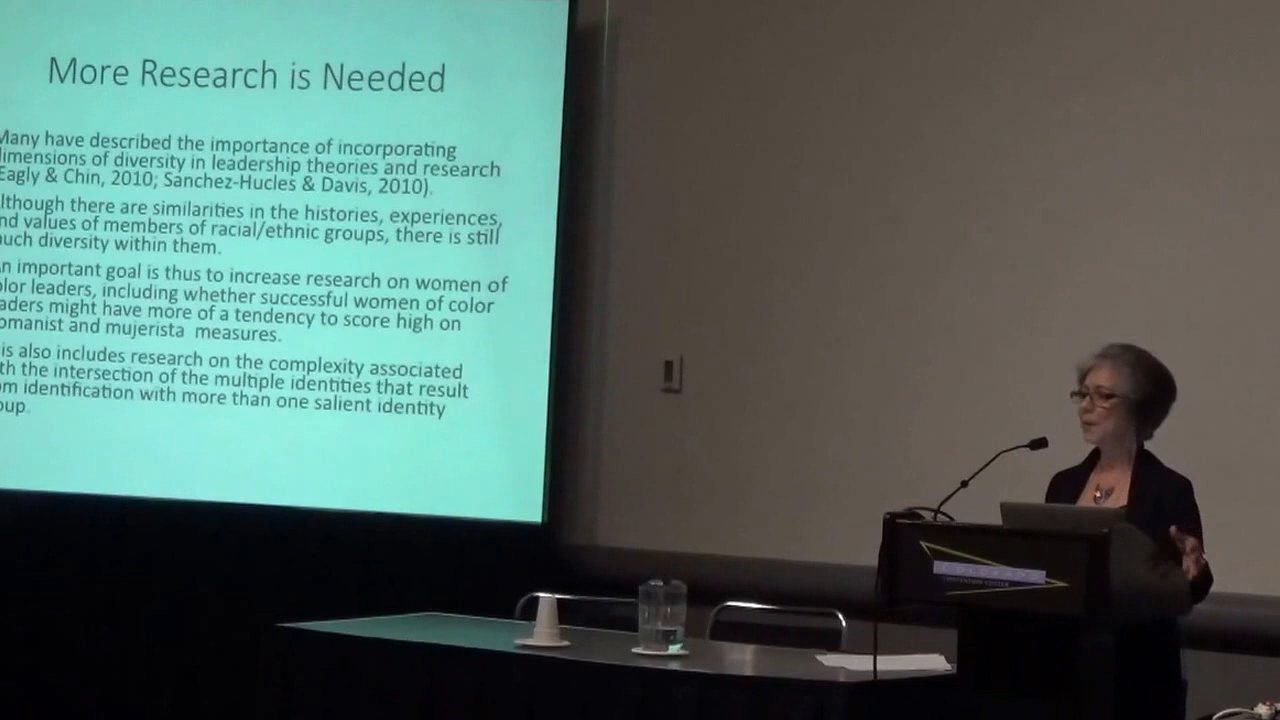 More Research is Needed
Many have described the importance of incorporating
imensions of diversity in leadership theories and research
Eagly & Chin, 2010; Sanchez-Hucles & Davis, 2010).
lthough there are similarities in the histories, experiences,
nd values of members of racial/ethnic groups, there is still
uch diversity within them.
n important goal is thus to increase research on women of
olor leaders, including whether successful women of color
aders might have more of a tendency to score high on
omanist and mujerista measures.
is also includes research on the complexity associated
th the intersection of the multiple identities that result
om identification with more than one salient identity
oup.
COLORADO
CONVENTION CENTER